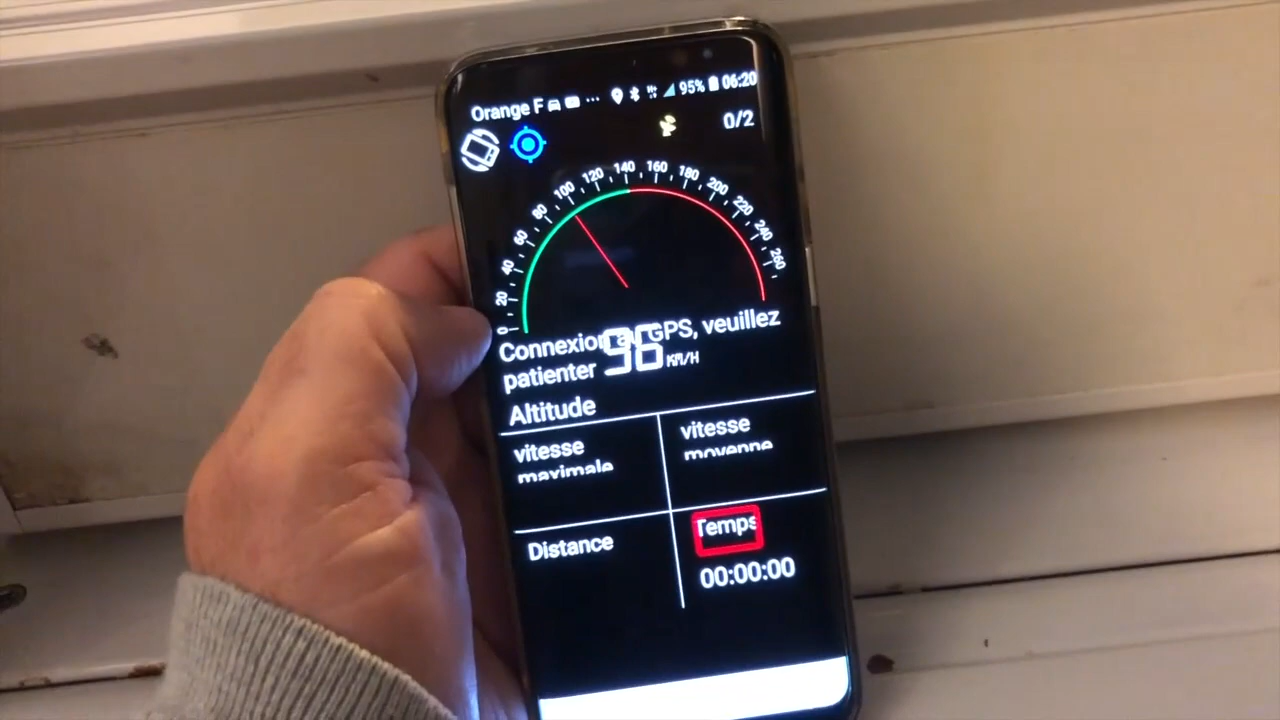 Orange F ... 95% 06:20
0/2
0 20 40 60 80 100 120 140 160 180 200 220 240 260
Connexion au GPS, veuillez
patienter
96 KM/H
Altitude
vitesse
maximale
vitesse
moyenne
Distance
Temps
00:00:00